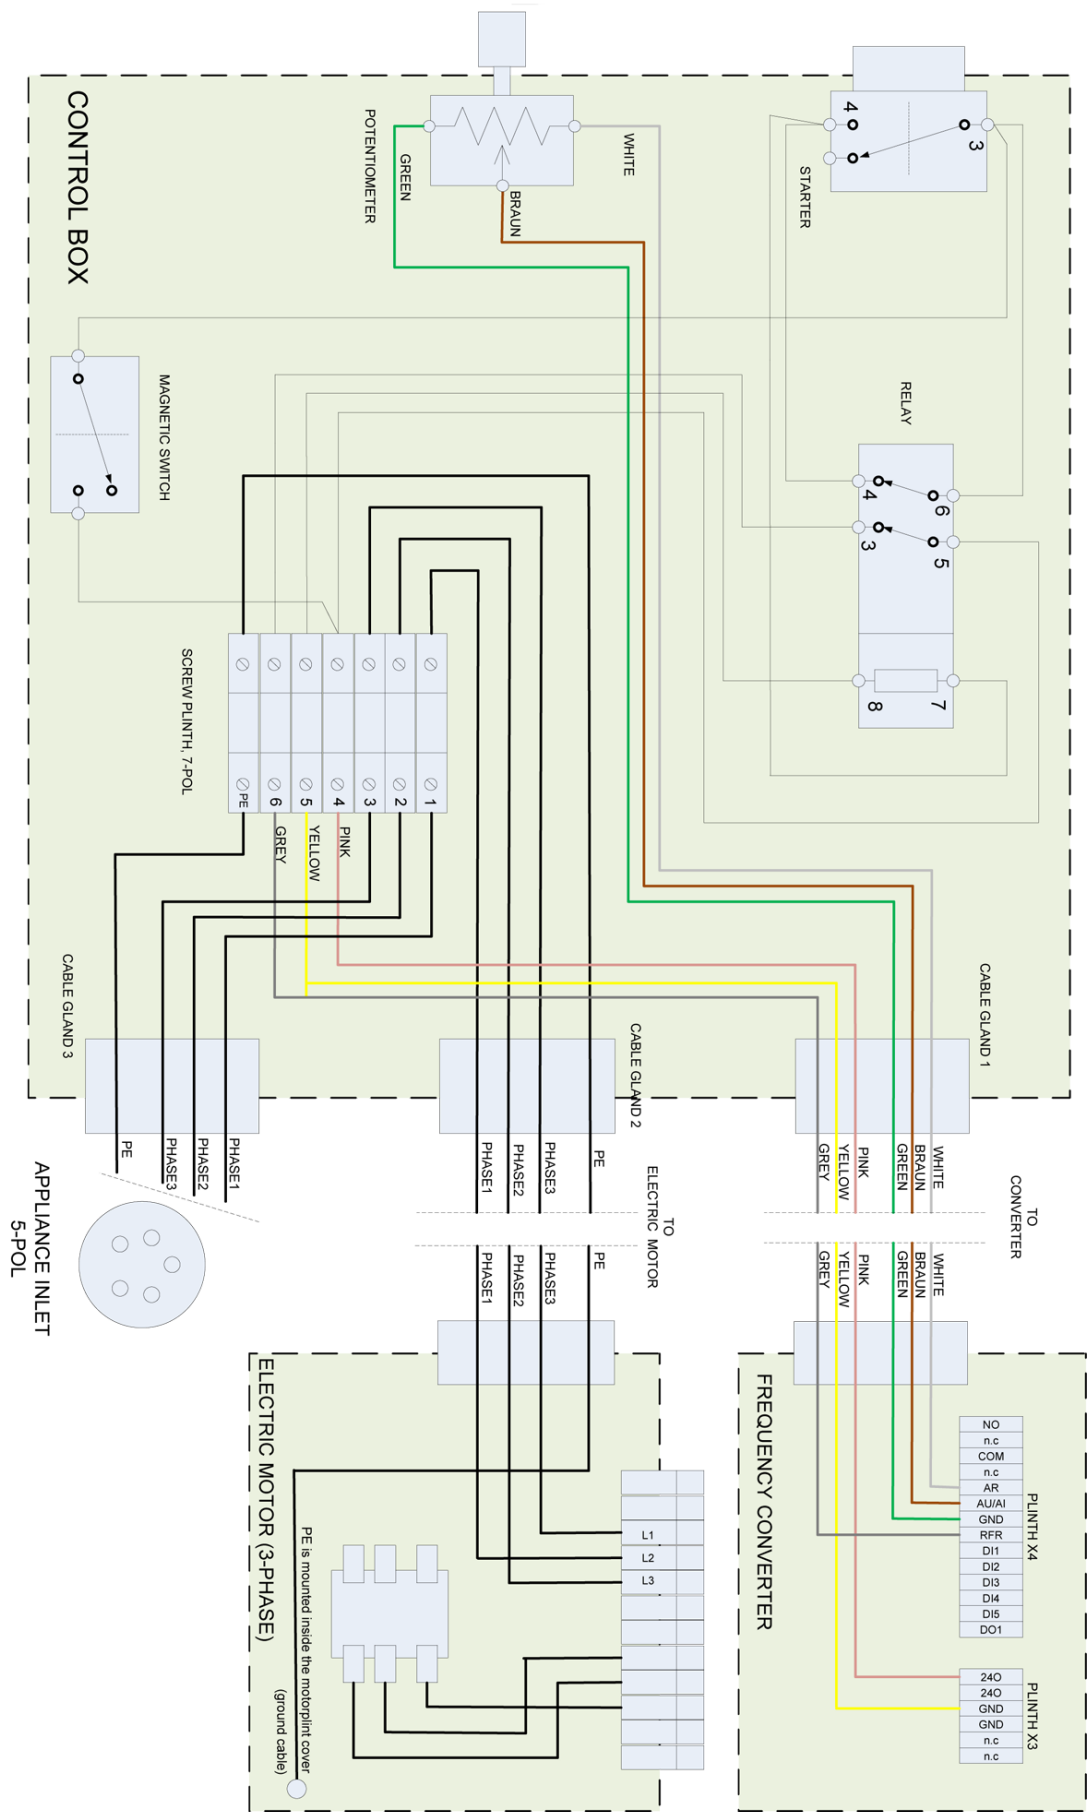 CONTROL BOX
POTENTIOMETER
GREEN
BRAUN
WHITE
4
3
STARTER
MAGNETIC SWITCH
RELAY
4
6
3
5
8
7
SCREW PLINTH, 7-POL
PE
6
5
4
3
2
1
GREY
YELLOW
PINK
CABLE GLAND 3
CABLE GLAND 2
CABLE GLAND 1
PE
PHASE3
PHASE2
PHASE1
PHASE1
PHASE2
PHASE3
PE
GREY
YELLOW
PINK
GREEN
BRAUN
WHITE
APPLIANCE INLET
5-POL
TO
ELECTRIC MOTOR
TO
CONVERTER
PHASE1
PHASE2
PHASE3
PE
GREY
YELLOW
PINK
GREEN
BRAUN
WHITE
ELECTRIC MOTOR (3-PHASE)
PE is mounted inside the motorplint cover
(ground cable)
L1
L2
L3
FREQUENCY CONVERTER
PLINTH X4
NO
n.c
COM
n.c
AR
AU/AI
GND
RFR
DI1
DI2
DI3
DI4
DI5
DO1
PLINTH X3
24O
24O
GND
GND
n.c
n.c